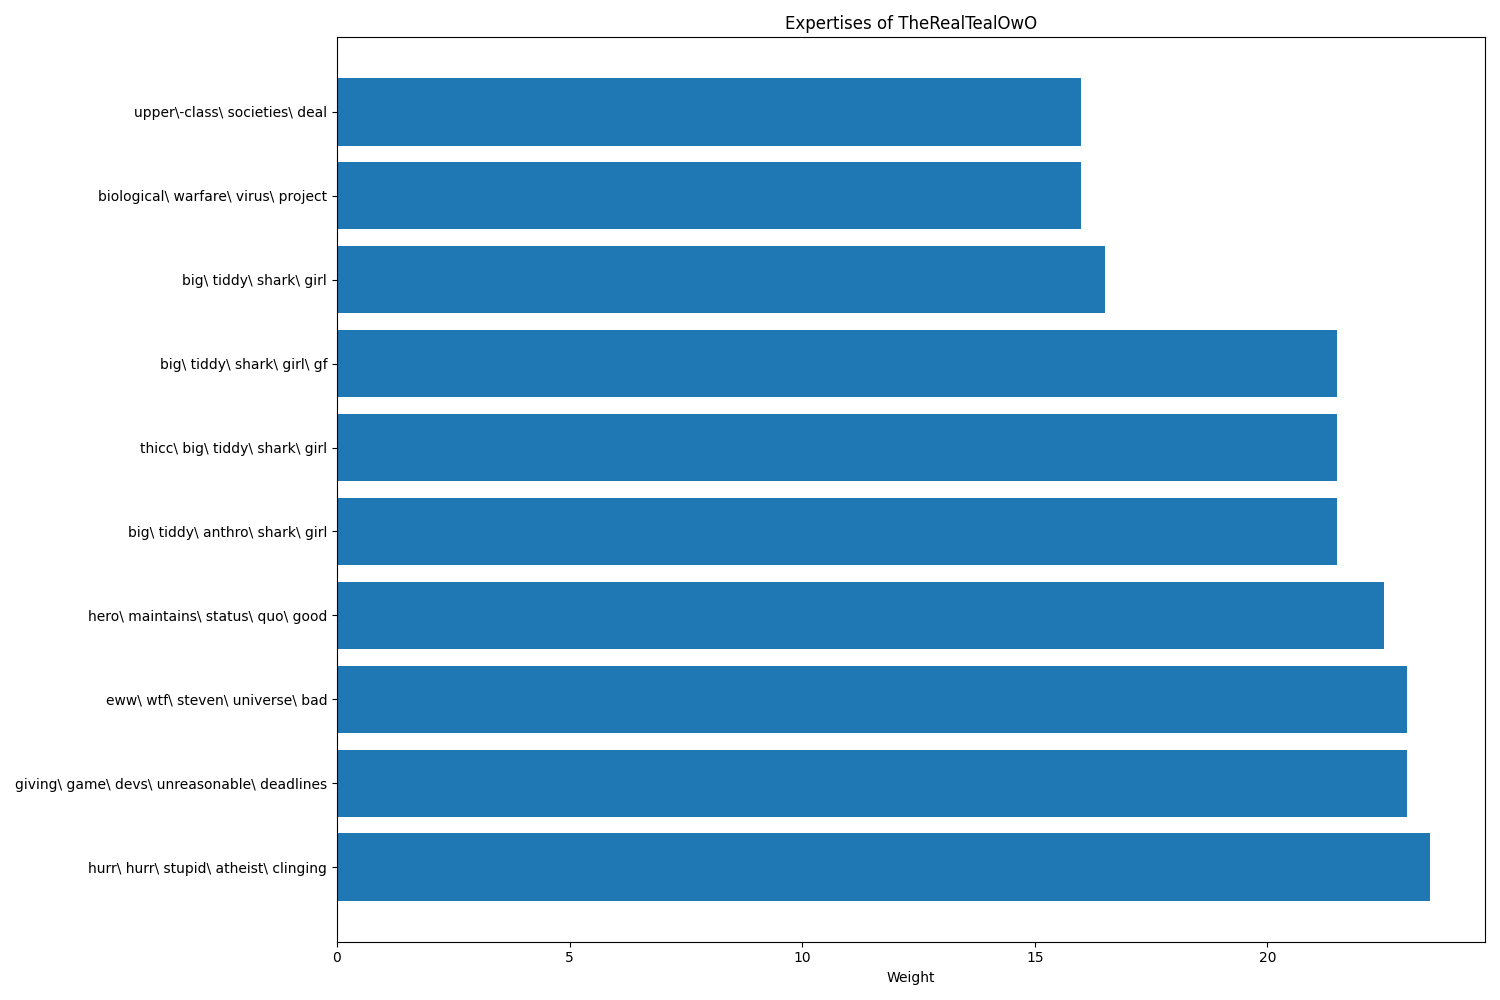 Expertises of TheRealTealOwO
upper\-class\ societies\ deal
biological\ warfare\ virus\ project
big\ tiddy\ shark\ girl
big\ tiddy\ shark\ girl\ gf
thicc\ big\ tiddy\ shark\ girl
big\ tiddy\ anthro\ shark\ girl
hero\ maintains\ status\ quo\ good
eww\ wtf\ steven\ universe\ bad
giving\ game\ devs\ unreasonable\ deadlines
hurr\ hurr\ stupid\ atheist\ clinging
0 5 10 15 20
Weight